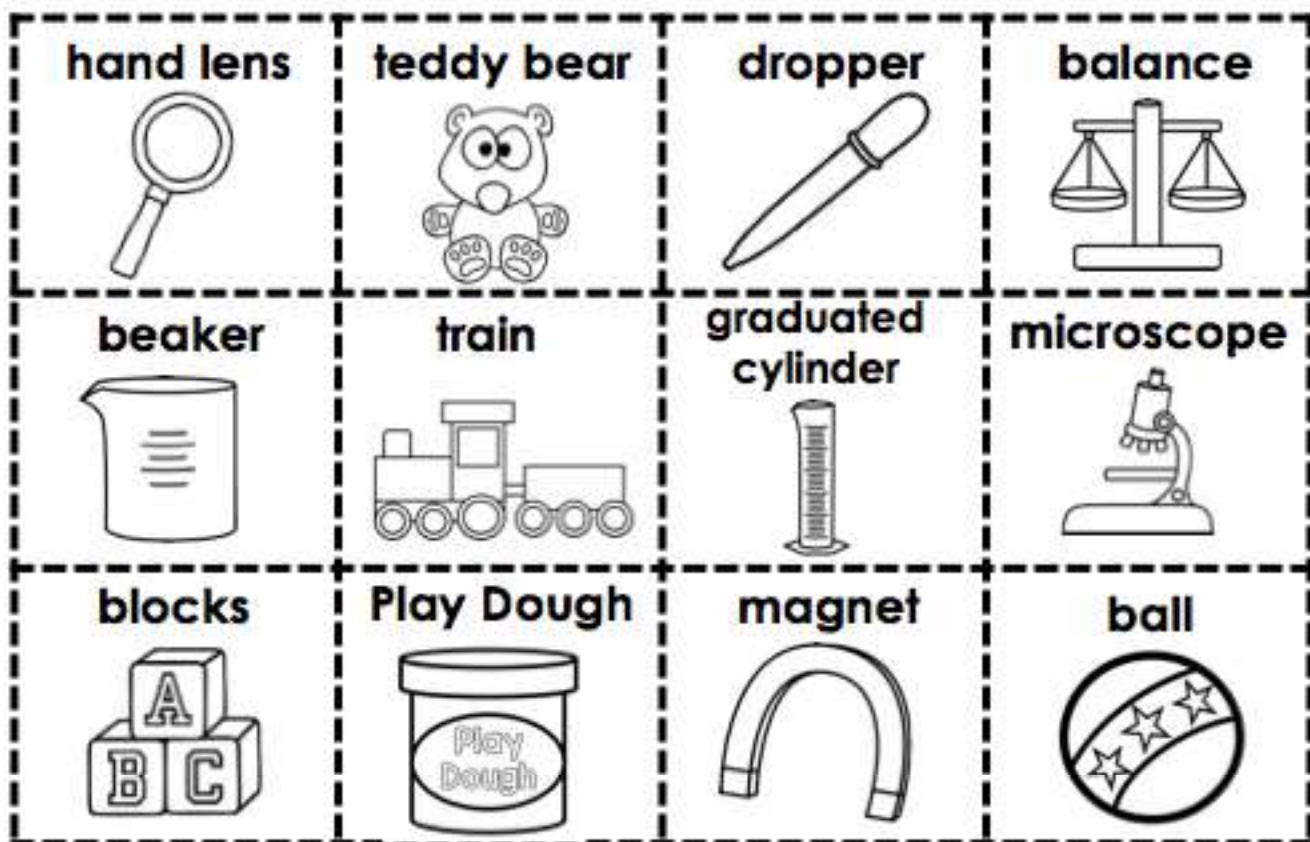 hand lens
teddy bear
dropper
balance
beaker
train
graduated
cylinder
microscope
blocks
A
B C
Play Dough
Play
Dough
magnet
ball